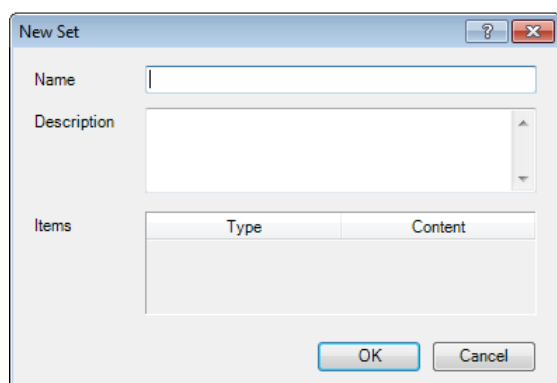 New Set
Name
Description
Items
Type Content
OK Cancel